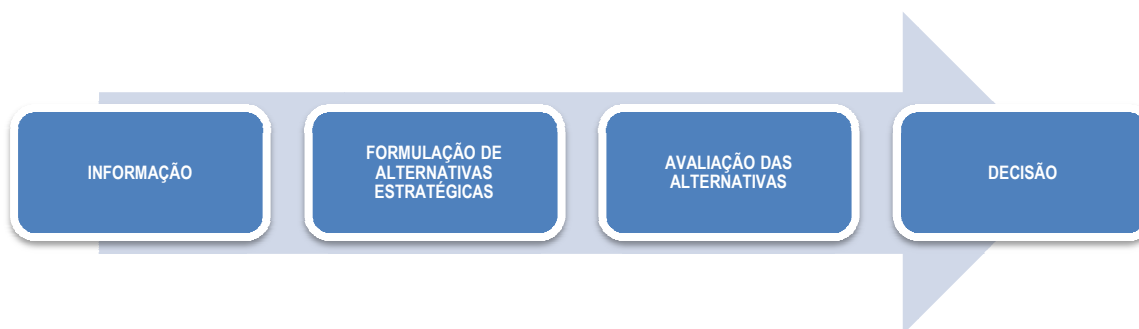 INFORMAÇÃO
FORMULAÇÃO DE
ALTERNATIVAS
ESTRATÉGICAS
AVALIAÇÃO DAS
ALTERNATIVAS
DECISÃO